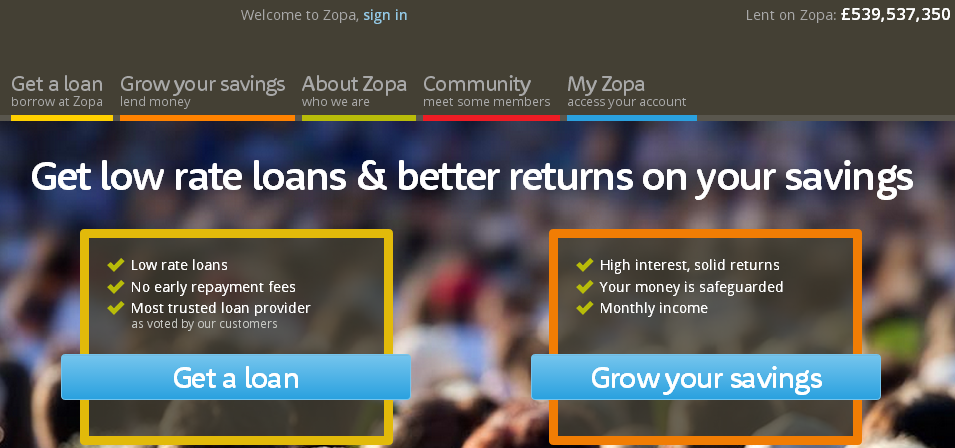 Welcome to Zopa, sign in
Lent on Zopa: £539,537,350
Get a loan
borrow at Zopa
Grow your savings
lend money
About Zopa
who we are
Community
meet some members
My Zopa
access your account
Get low rate loans & better returns on your savings
Low rate loans
No early repayment fees
Most trusted loan provider
as voted by our customers
Get a loan
High interest, solid returns
Your money is safeguarded
Monthly income
Grow your savings